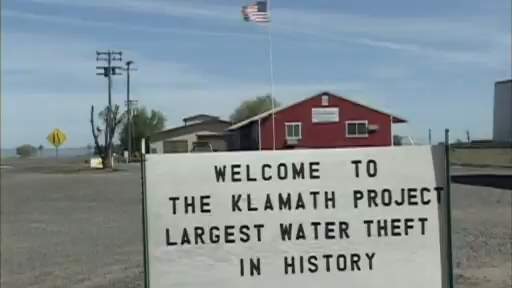 WELCOME TO
THE KLAMATH PROJECT
LARGEST WATER THEFT
IN HISTORY